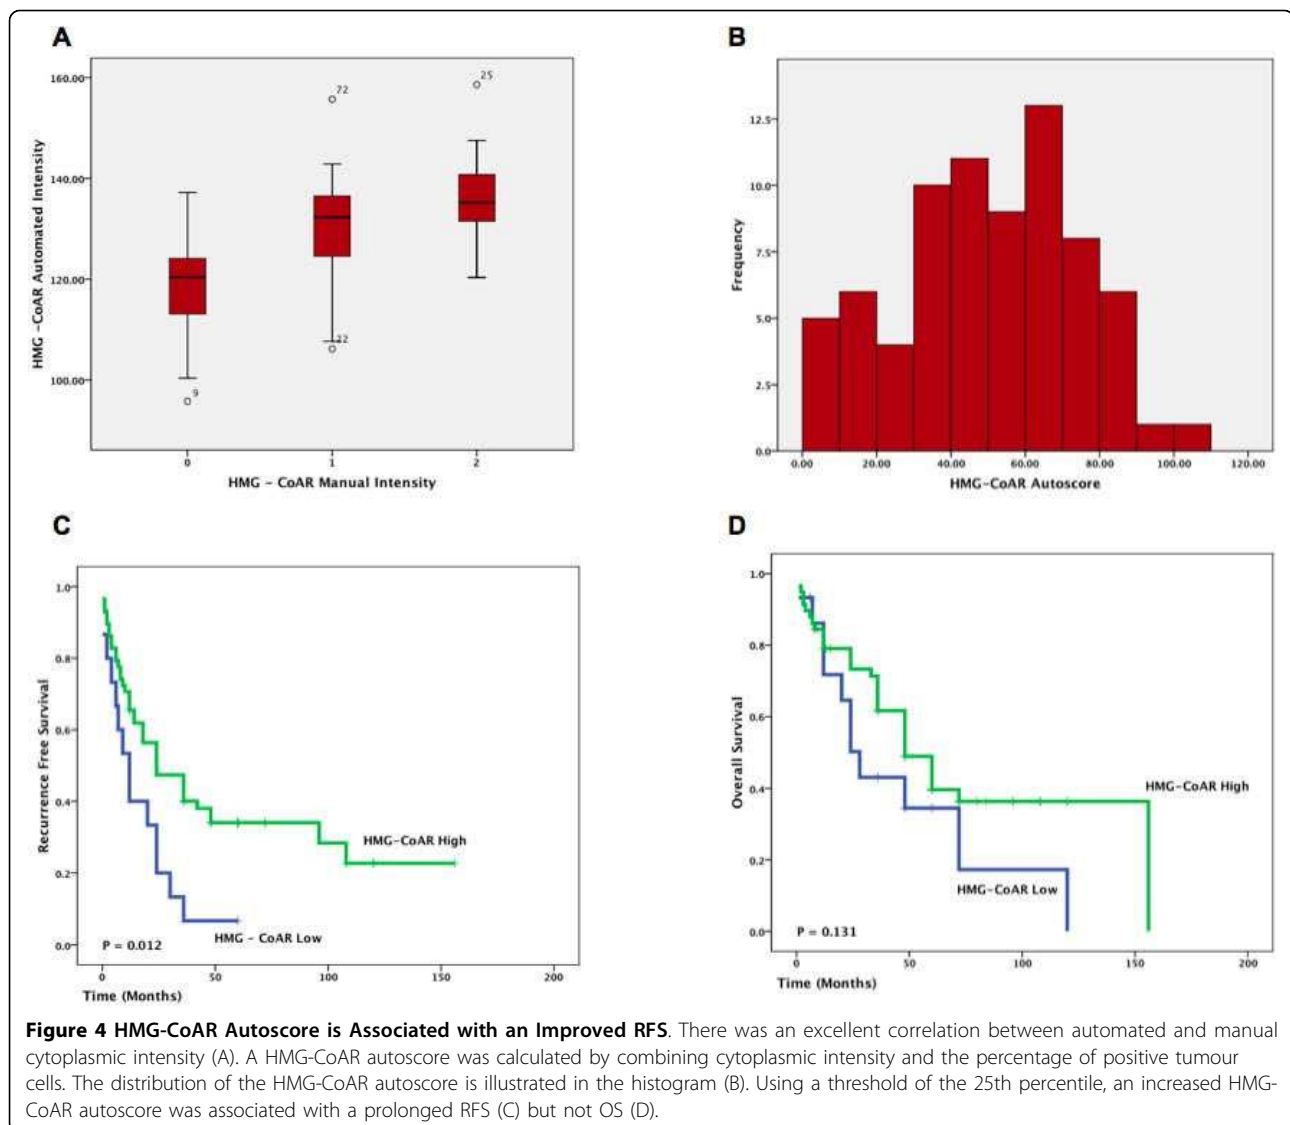 A
HMG -CoAR Automated Intensity
160.00
140.00
120.00
100.00
9
72
32
25
0
1
2
HMG - CoAR Manual Intensity
B
Frequency
12.5
10.0
7.5
5.0
2.5
0.0
0.00
20.00
40.00
60.00
80.00
100.00
120.00
HMG-CoAR Autoscore
C
Recurrence Free Survival
1.0
0.8
0.6
0.4
0.2
0.0
HMG-CoAR High
HMG - CoAR Low
P = 0.012
0
50
100
150
200
Time (Months)
D
Overall Survival
1.0
0.8
0.6
0.4
0.2
0.0
HMG-CoAR High
HMG-CoAR Low
P = 0.131
0
50
100
150
200
Time (Months)
Figure 4 HMG-CoAR Autoscore is Associated with an Improved RFS. There was an excellent correlation between automated and manual
cytoplasmic intensity (A). A HMG-CoAR autoscore was calculated by combining cytoplasmic intensity and the percentage of positive tumour
cells. The distribution of the HMG-CoAR autoscore is illustrated in the histogram (B). Using a threshold of the 25th percentile, an increased HMG-
CoAR autoscore was associated with a prolonged RFS (C) but not OS (D).